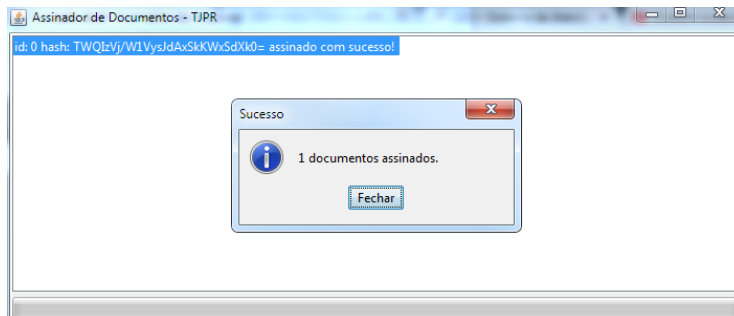 Assinador de Documentos - TJPR
id: 0 hash: TWQIzVj/W1VysJdAxSkKWxSdXk0= assinado com sucesso!
Sucesso
1 documentos assinados.
Fechar